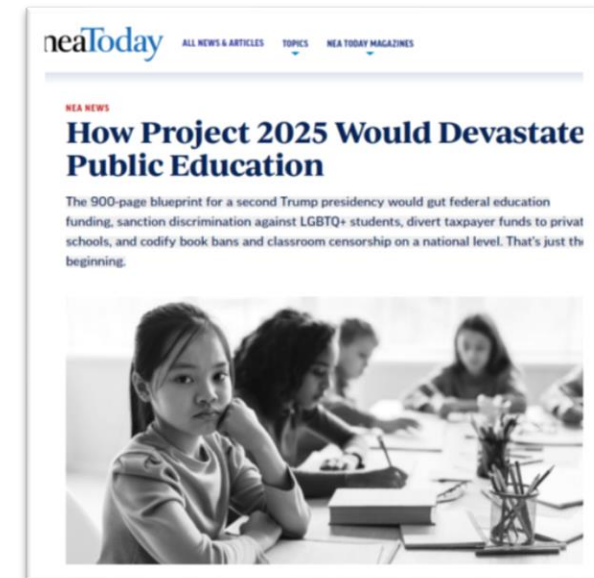 neaToday
ALL NEWS & ARTICLES TOPICS NEA TODAY MAGAZINES
NEA NEWS
How Project 2025 Would Devastate
Public Education
The 900-page blueprint for a second Trump presidency would gut federal education
funding, sanction discrimination against LGBTQ+ students, divert taxpayer funds to privat
schools, and codify book bans and classroom censorship on a national level. That's just th
beginning.